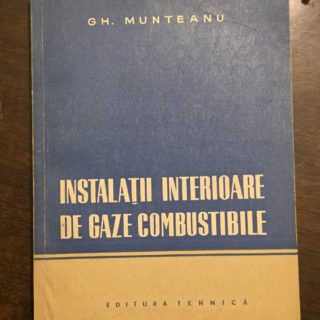 GH. MUNTEANU
INSTALAȚII INTERIOARE
DE GAZE COMBUSTIBILE
EDITURA TEHNICĂ